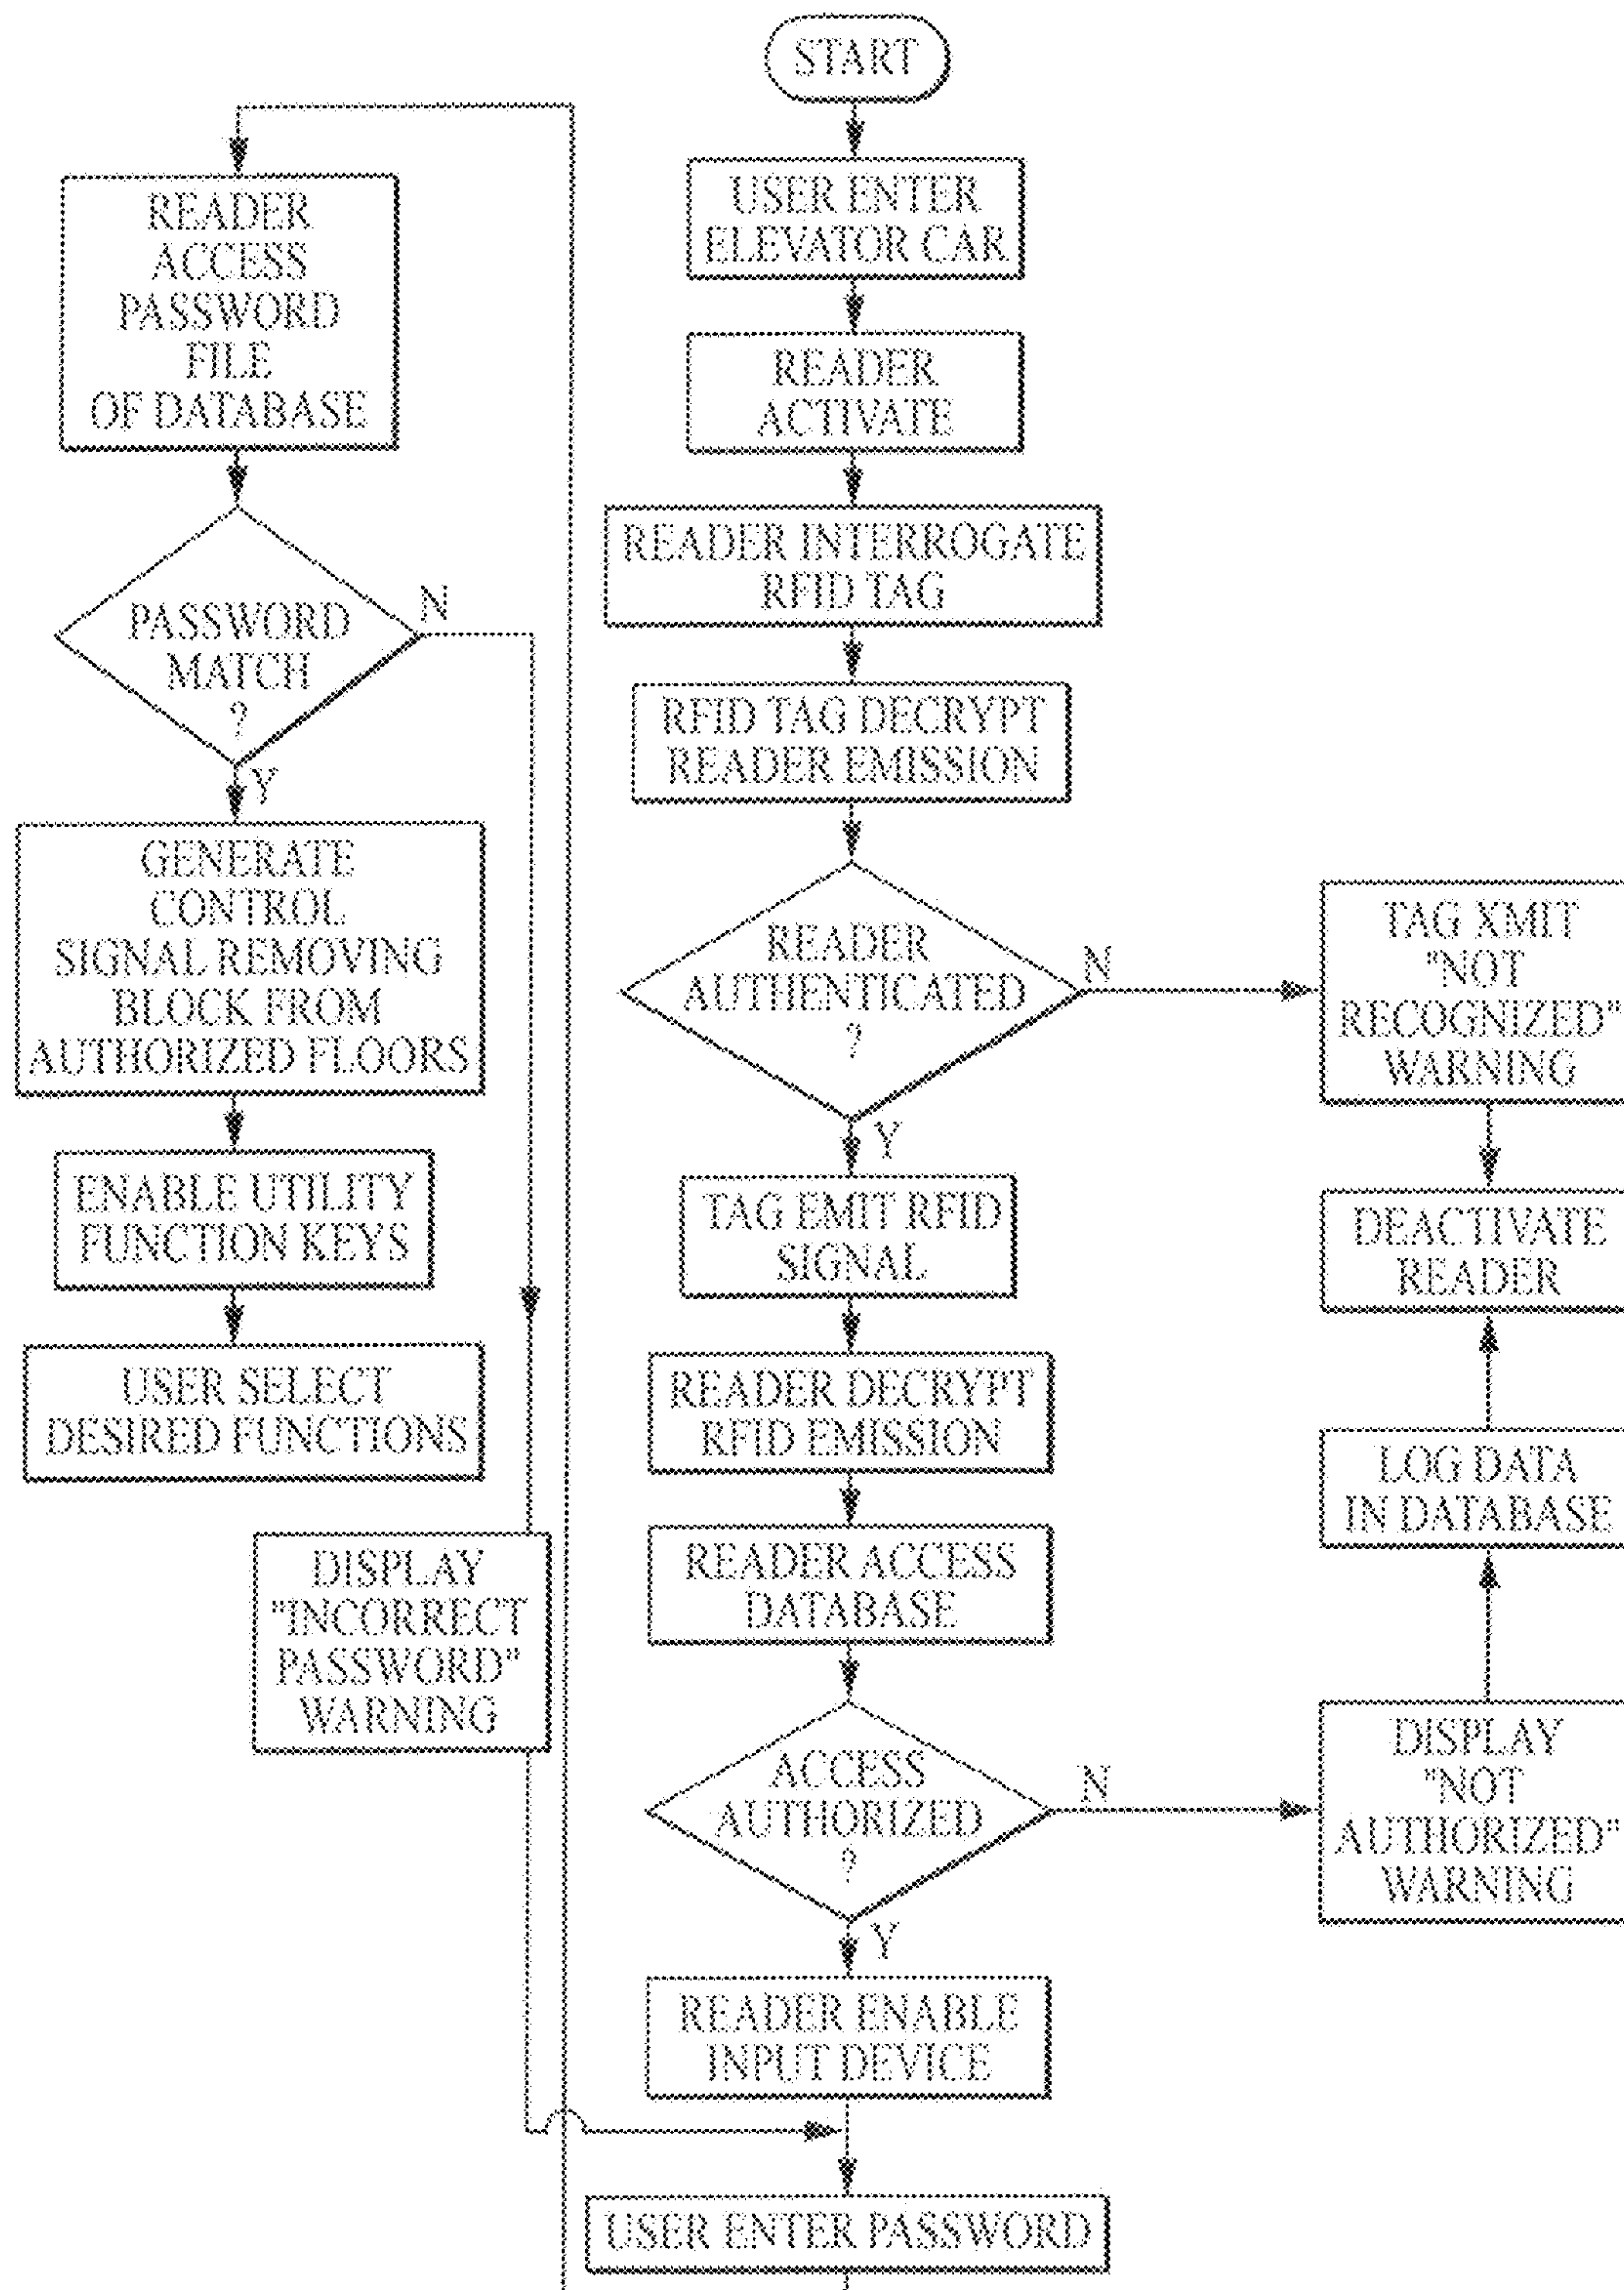 START
USER ENTER
ELEVATOR CAR
READER
ACTIVATE
READER INTERROGATE
RFID TAG
RFID TAG DECRYPT
READER EMISSION
READER
AUTHENTICATED
?
N
Y
TAG XMIT
"NOT
RECOGNIZED"
WARNING
DEACTIVATE
READER
TAG EMIT RFID
SIGNAL
READER DECRYPT
RFID EMISSION
READER ACCESS
DATABASE
ACCESS
AUTHORIZED
?
N
Y
DISPLAY
"NOT
AUTHORIZED"
WARNING
LOG DATA
IN DATABASE
READER ENABLE
INPUT DEVICE
USER ENTER PASSWORD
READER
ACCESS
PASSWORD
FILE
OF DATABASE
PASSWORD
MATCH
?
N
Y
GENERATE
CONTROL
SIGNAL REMOVING
BLOCK FROM
AUTHORIZED FLOORS
ENABLE UTILITY
FUNCTION KEYS
USER SELECT
DESIRED FUNCTIONS
DISPLAY
"INCORRECT
PASSWORD"
WARNING